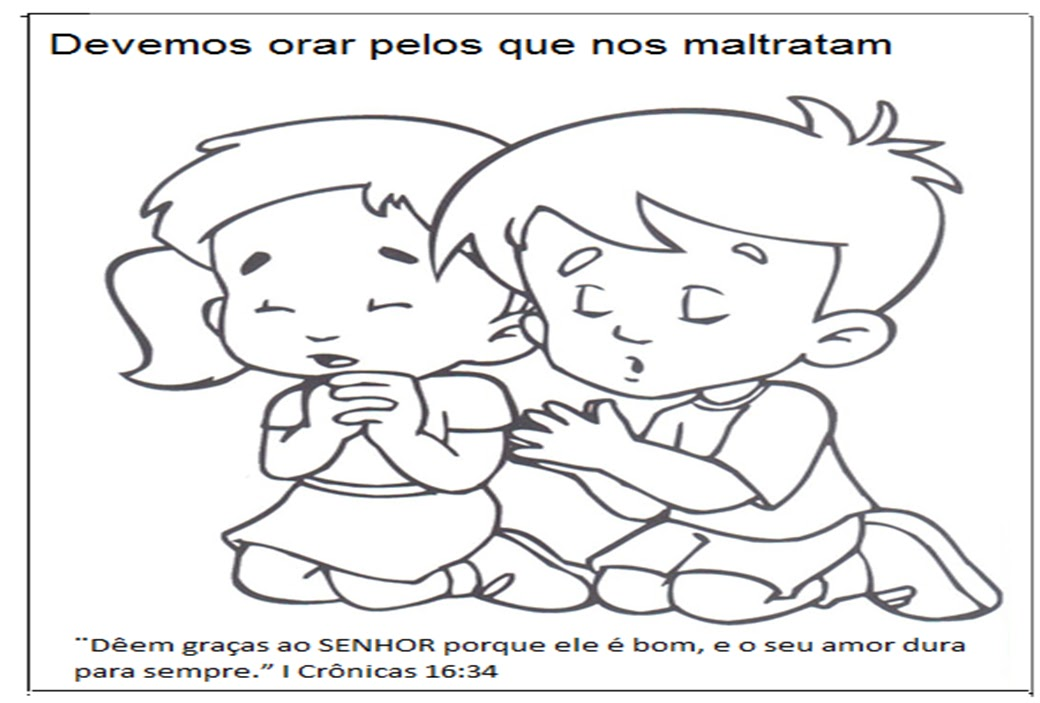 Devemos orar pelos que nos maltratam
¨Dêem graças ao SENHOR porque ele é bom, e o seu amor dura
para sempre.” I Crônicas 16:34